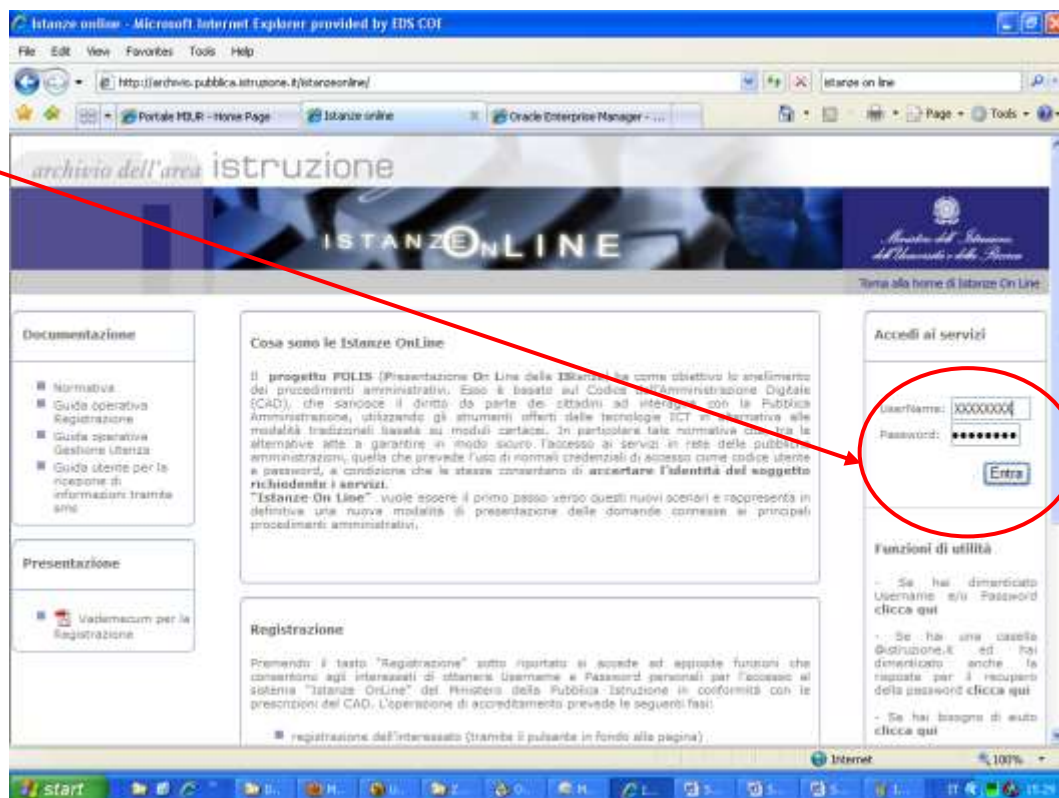 Istanze online - Microsoft Internet Explorer provided by EDS COE
File Edit View Favorites Tools Help
http://archivio.pubblica.istruzione.it/istanzeonline/
istanze on line
Portale MIUR - Home Page
Istanze online
Oracle Enterprise Manager - ...
Page
Tools
archivio dell'area istruzione
ISTANZE ONLINE
Ministero dell'Istruzione
dell'Università e della Ricerca
Torna alla home di Istanze On Line
Documentazione
Normativa
Guida operativa
Registrazione
Guida operativa
Gestione Utenza
Guida utente per la
ricezione di
informazioni tramite
sms
Presentazione
Vademecum per la
Registrazione
Cosa sono le Istanze OnLine
Il progetto POLIS (Presentazione On Line delle IStanze) ha come obiettivo lo snellimento
dei procedimenti amministrativi. Esso è basato sul Codice dell'Amministrazione Digitale
(CAD), che sancisce il diritto da parte dei cittadini ad interagire con la Pubblica
Amministrazione, utilizzando gli strumenti offerti dalle tecnologie ICT in alternativa alle
modalità tradizionali basate su moduli cartacei. In particolare tale normativa cita tra le
alternative atte a garantire in modo sicuro l'accesso ai servizi in rete delle pubbliche
amministrazioni, quella che prevede l'uso di normali credenziali di accesso come codice utente
e password, a condizione che le stesse consentano di accertare l'identità del soggetto
richiedente i servizi.
"Istanze On Line" vuole essere il primo passo verso questi nuovi scenari e rappresenta in
definitiva una nuova modalità di presentazione delle domande connesse ai principali
procedimenti amministrativi.
Registrazione
Premendo il tasto "Registrazione" sotto riportato si accede ad apposite funzioni che
consentono agli interessati di ottenere Username e Password personali per l'accesso al
sistema "Istanze OnLine" del Ministero della Pubblica Istruzione in conformità con le
prescrizioni del CAD. L'operazione di accreditamento prevede le seguenti fasi:
registrazione dell'interessato (tramite il pulsante in fondo alla pagina)
Accedi ai servizi
UserName: XXXXXXXX
Password:
Entra
Funzioni di utilità
- Se hai dimenticato
Username e/o Password
clicca qui
- Se hai una casella
@istruzione.it ed hai
dimenticato anche la
risposta per il recupero
della password clicca qui
- Se hai bisogno di aiuto
clicca qui
Internet
100%
start
IT